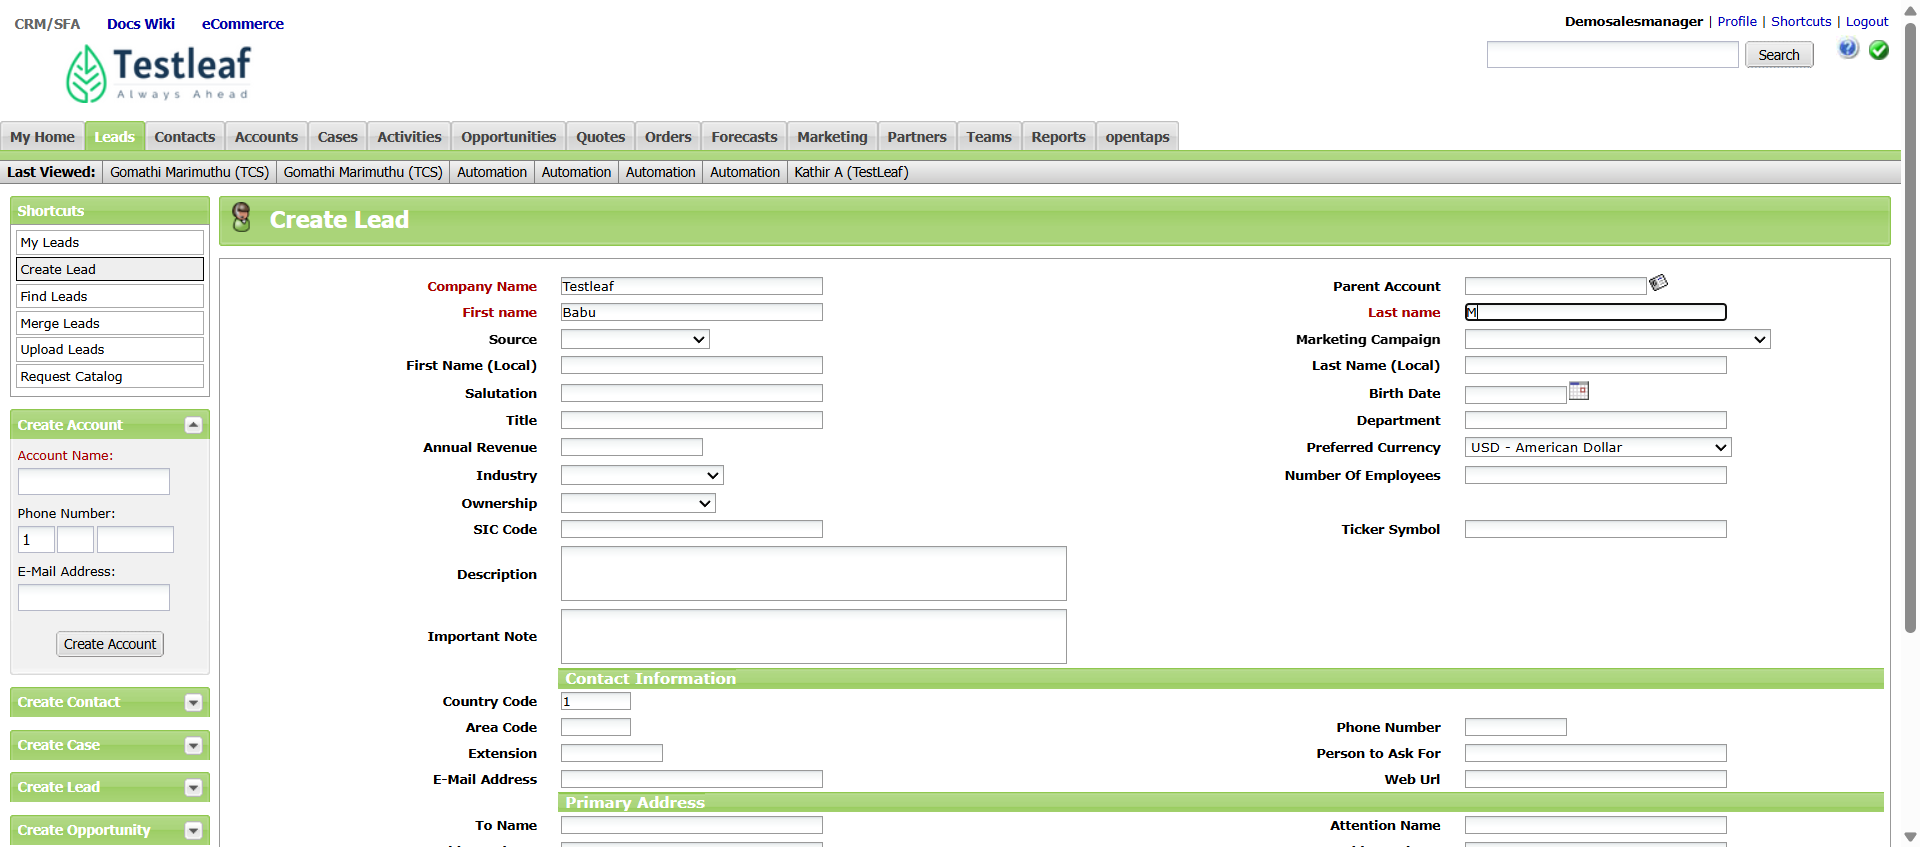 CRM/SFA Docs Wiki eCommerce
Demosalesmanager | Profile | Shortcuts | Logout
Testleaf
Always Ahead
Search
My Home Leads Contacts Accounts Cases Activities Opportunities Quotes Orders Forecasts Marketing Partners Teams Reports opentaps
Last Viewed: Gomathi Marimuthu (TCS) Gomathi Marimuthu (TCS) Automation Automation Automation Automation Kathir A (TestLeaf)
Shortcuts
My Leads
Create Lead
Find Leads
Merge Leads
Upload Leads
Request Catalog
Create Account
Account Name:
Phone Number:
1
E-Mail Address:
Create Account
Create Contact
Create Case
Create Lead
Create Opportunity
Create Lead
Company Name Testleaf Parent Account
First name Babu Last name M
Source Marketing Campaign
First Name (Local) Last Name (Local)
Salutation Birth Date
Title Department
Annual Revenue Preferred Currency USD - American Dollar
Industry Number Of Employees
Ownership
SIC Code Ticker Symbol
Description
Important Note
Contact Information
Country Code 1
Area Code Phone Number
Extension Person to Ask For
E-Mail Address Web Url
Primary Address
To Name Attention Name